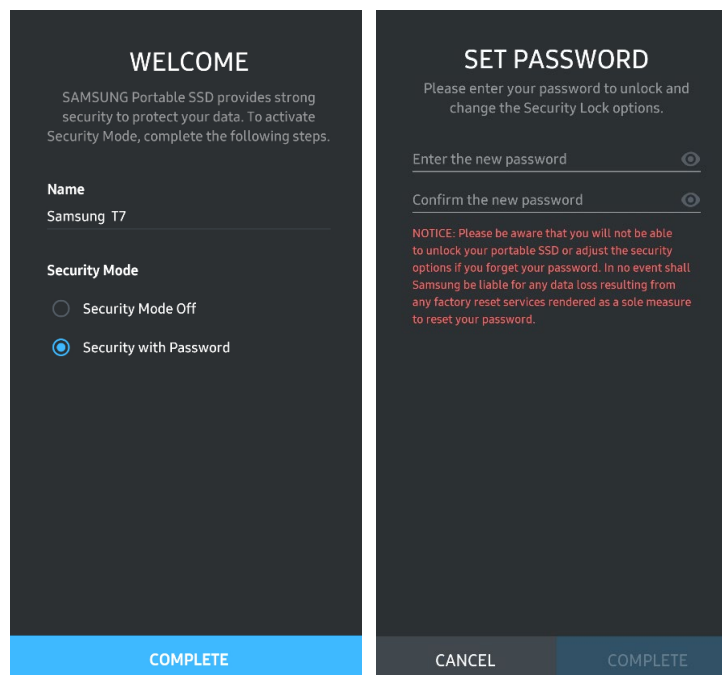 WELCOME
SAMSUNG Portable SSD provides strong
security to protect your data. To activate
Security Mode, complete the following steps.
Name
Samsung T7
Security Mode
Security Mode Off
Security with Password
COMPLETE
SET PASSWORD
Please enter your password to unlock and
change the Security Lock options.
Enter the new password
Confirm the new password
NOTICE: Please be aware that you will not be able
to unlock your portable SSD or adjust the security
options if you forget your password. In no event shall
Samsung be liable for any data loss resulting from
any factory reset services rendered as a sole measure
to reset your password.
CANCEL
COMPLETE